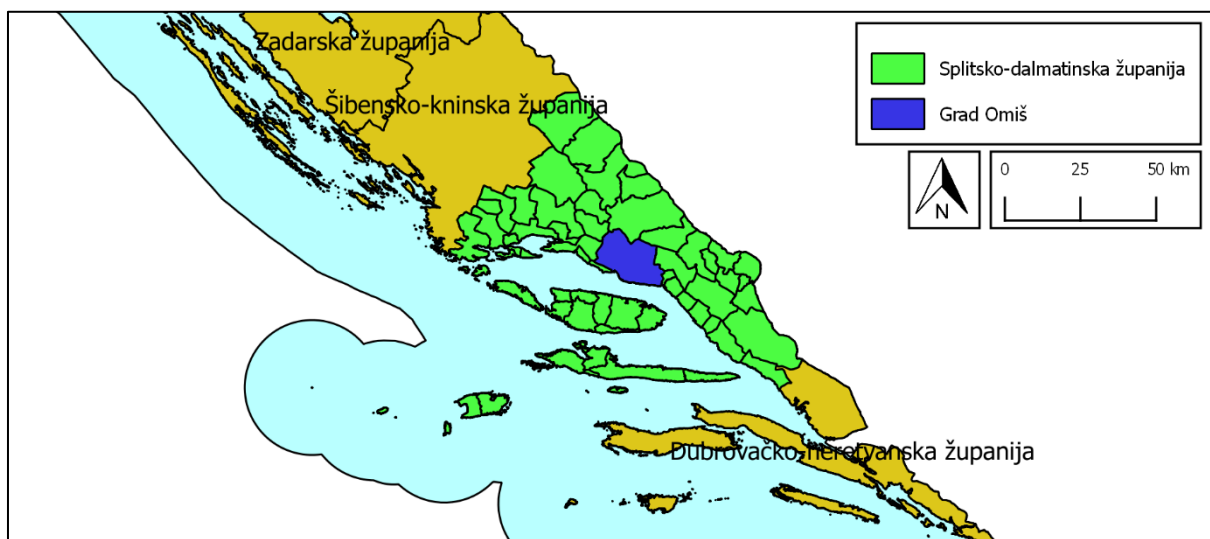 Zadarska županija
Šibensko-kninska županija
Dubrovačko-neretvanska županija
Splitsko-dalmatinska županija
Grad Omiš
N
0 25 50 km